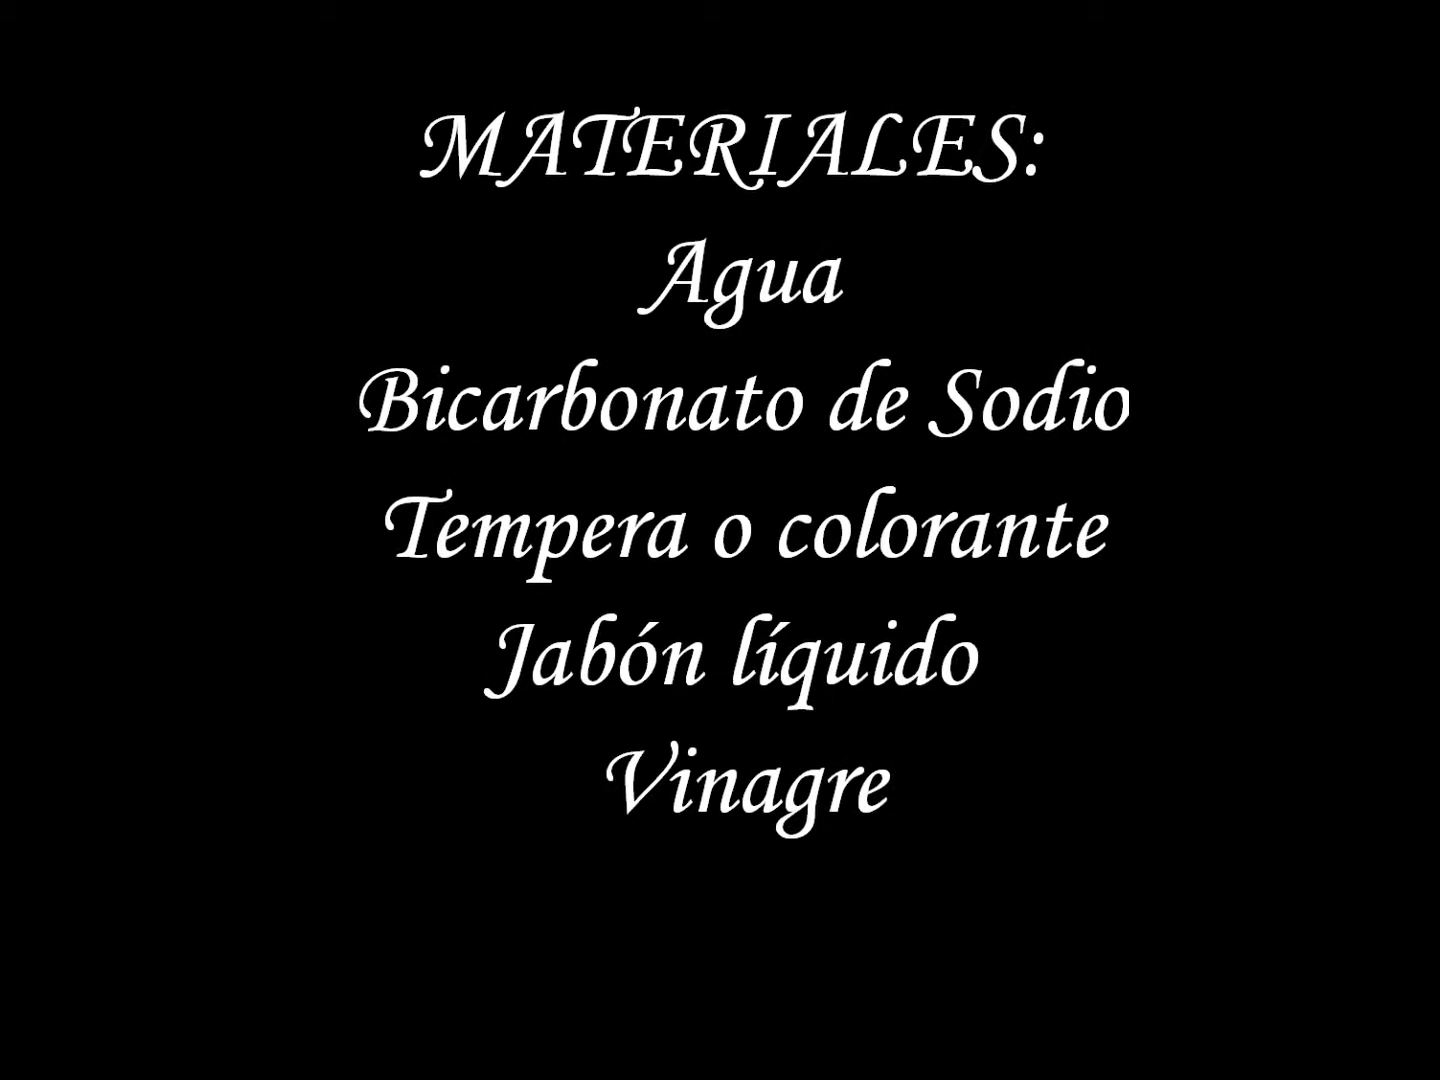 MATERIALES:
Agua
Bicarbonato de Sodio
Tempera o colorante
Jabón líquido
Vinagre